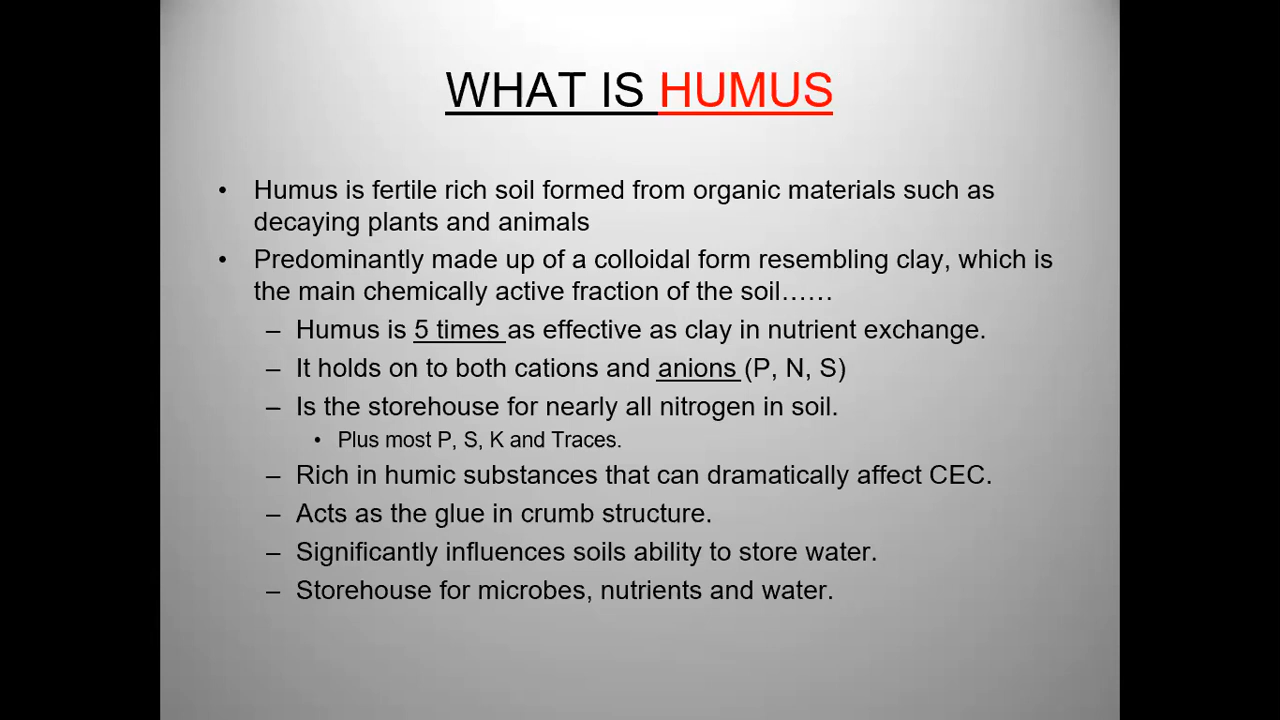 WHAT IS HUMUS
• Humus is fertile rich soil formed from organic materials such as
decaying plants and animals
• Predominantly made up of a colloidal form resembling clay, which is
the main chemically active fraction of the soil……
– Humus is 5 times as effective as clay in nutrient exchange.
– It holds on to both cations and anions (P, N, S)
– Is the storehouse for nearly all nitrogen in soil.
• Plus most P, S, K and Traces.
– Rich in humic substances that can dramatically affect CEC.
– Acts as the glue in crumb structure.
– Significantly influences soils ability to store water.
– Storehouse for microbes, nutrients and water.